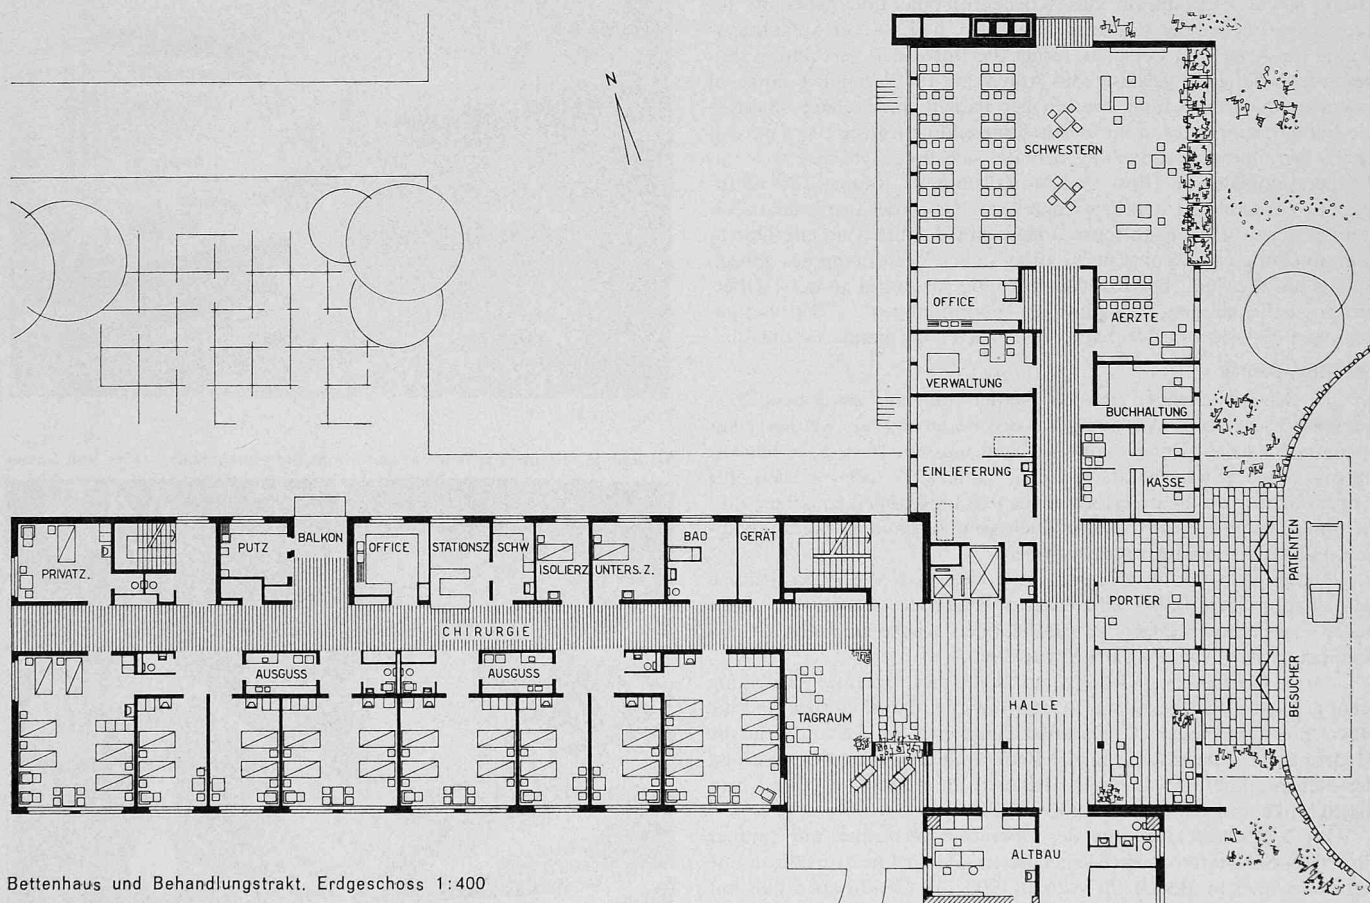 N
SCHWESTERN
OFFICE
AERZTE
VERWALTUNG
BUCHHALTUNG
EINLIEFERUNG
KASSE
PATIENTEN
PRIVATZ.
PUTZ
BALKON
OFFICE
STATIONSZ.
SCHW.
ISOLIERZ.
UNTERS. Z.
BAD
GERÄT
PORTIER
CHIRURGIE
AUSGUSS
AUSGUSS
TAGRAUM
HALLE
BESUCHER
ALTBAU
Bettenhaus und Behandlungstrakt. Erdgeschoss 1:400